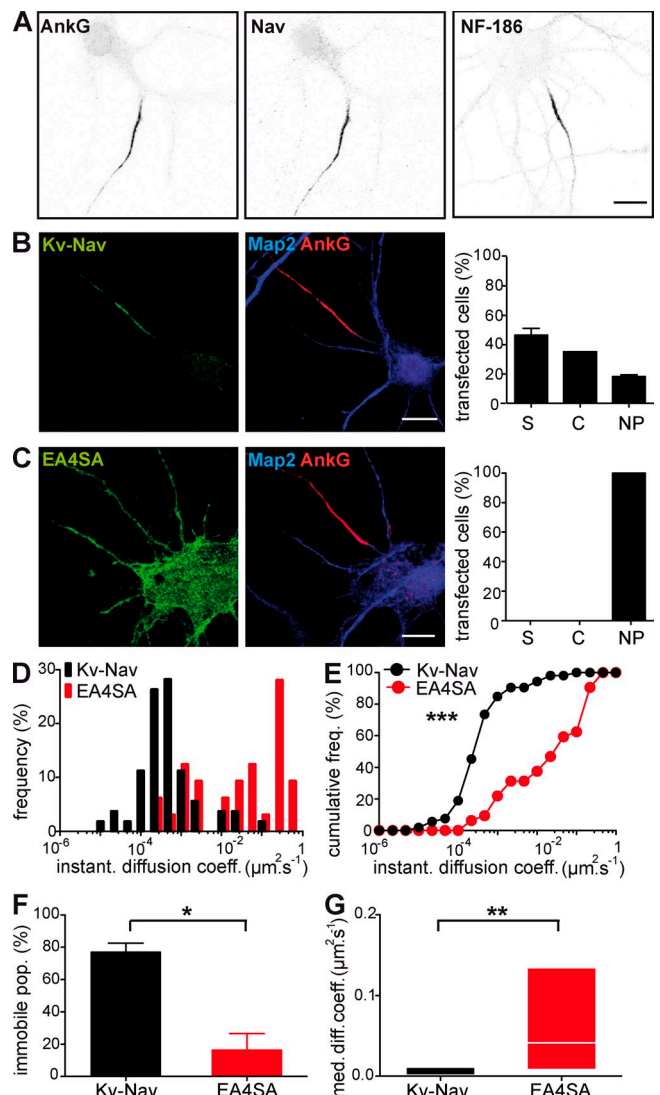 A AnkG Nav NF-186
B Kv-Nav Map2 AnkG
transfected cells (%)
100
80
60
40
20
0
S C NP
C EA4SA Map2 AnkG
transfected cells (%)
100
80
60
40
20
0
S C NP
D Kv-Nav
EA4SA
frequency (%)
30
20
10
0
10-6 10-4 10-2 1
instant. diffusion coeff. (µm².s-1)
E Kv-Nav
EA4SA
***
cumulative freq. (%)
100
80
60
40
20
0
10-6 10-4 10-2 1
instant. diffusion coeff. (µm².s-1)
F
*
immobile pop. (%)
100
80
60
40
20
0
Kv-Nav EA4SA
G
**
med. diff. coeff. (µm².s-1)
0.2
0.1
0.0
Kv-Nav EA4SA